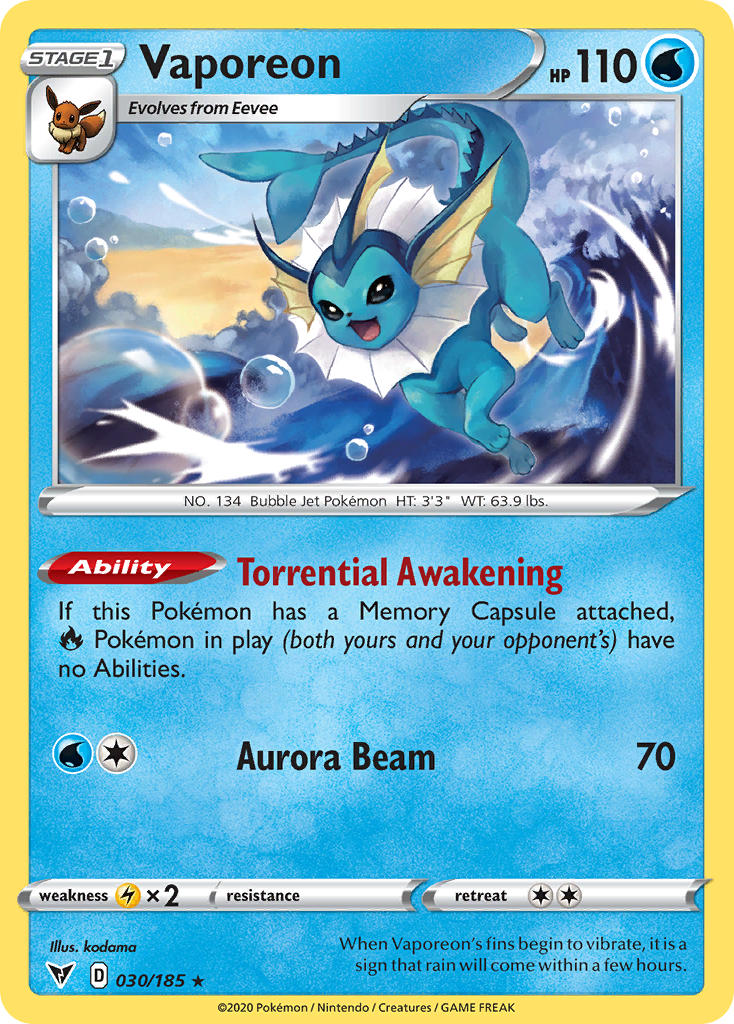 STAGE 1
Vaporeon
HP 110
Evolves from Eevee
NO. 134 Bubble Jet Pokémon HT: 3'3" WT: 63.9 lbs.
Ability Torrential Awakening
If this Pokémon has a Memory Capsule attached,
Pokémon in play (both yours and your opponent's) have
no Abilities.
Aurora Beam 70
weakness ×2 resistance retreat
Illus. kodama
When Vaporeon's fins begin to vibrate, it is a
sign that rain will come within a few hours.
D 030/185 ★
©2020 Pokémon / Nintendo / Creatures / GAME FREAK